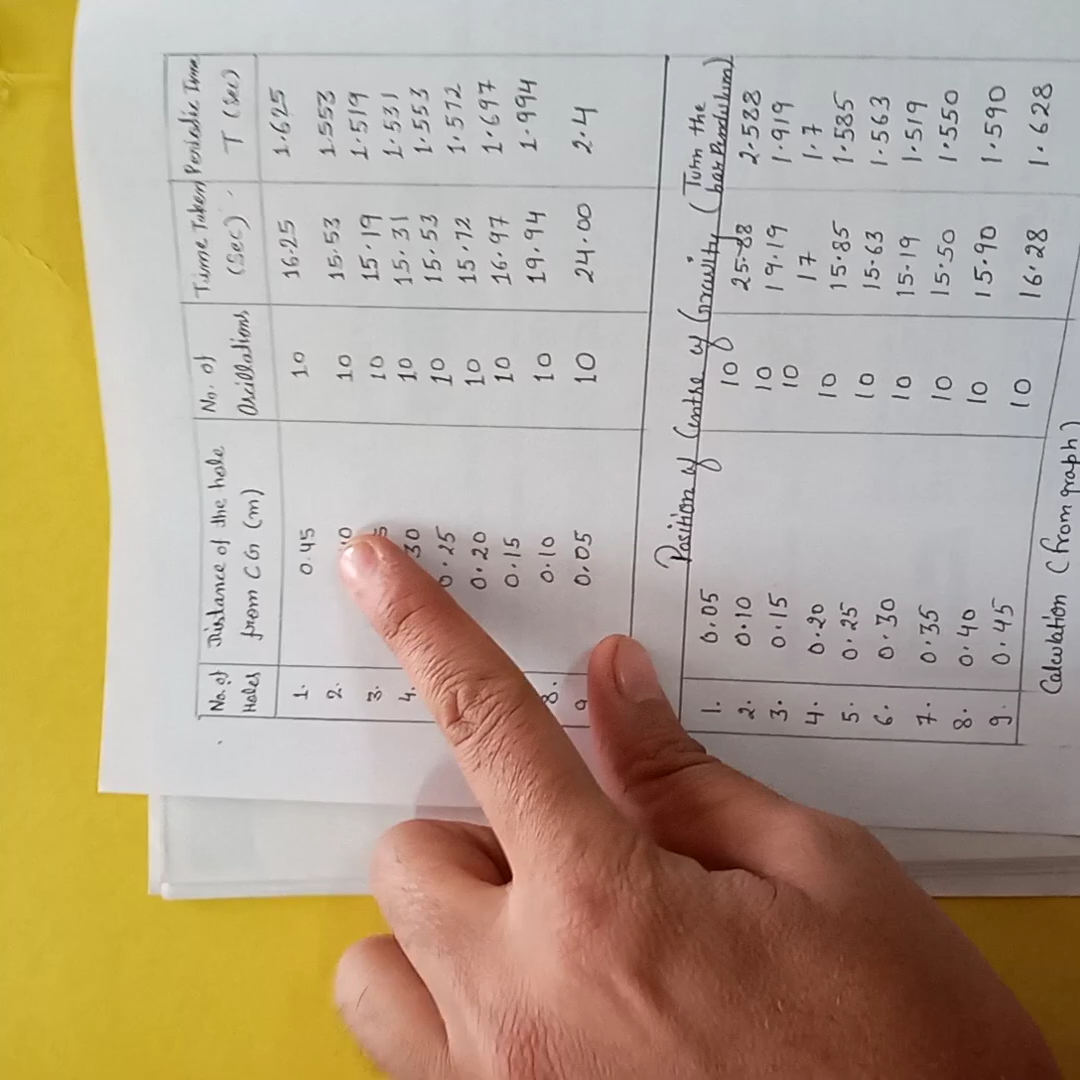 No. of Holes Distance of the hole from CG (m) No. of Oscillations Time Taken (Sec) Periodic Time T (Sec)
1. 0.45 10 16.25 1.625
2. 10 15.53 1.553
3. 10 15.19 1.519
4. 30 10 15.31 1.531
0.25 10 15.53 1.553
0.20 10 15.72 1.572
0.15 10 16.97 1.697
8. 0.10 10 19.94 1.994
9 0.05 10 24.00 2.4
Position of Centre of Gravity (Turn the bar Pendulum)
1. 0.05 10 25.88 2.588
2. 0.10 10 19.19 1.919
3. 0.15 10 17 1.7
4. 0.20 10 15.85 1.585
5. 0.25 10 15.63 1.563
6. 0.30 10 15.19 1.519
7. 0.35 10 15.50 1.550
8. 0.40 10 15.90 1.590
9. 0.45 10 16.28 1.628
Calculation (from graph)